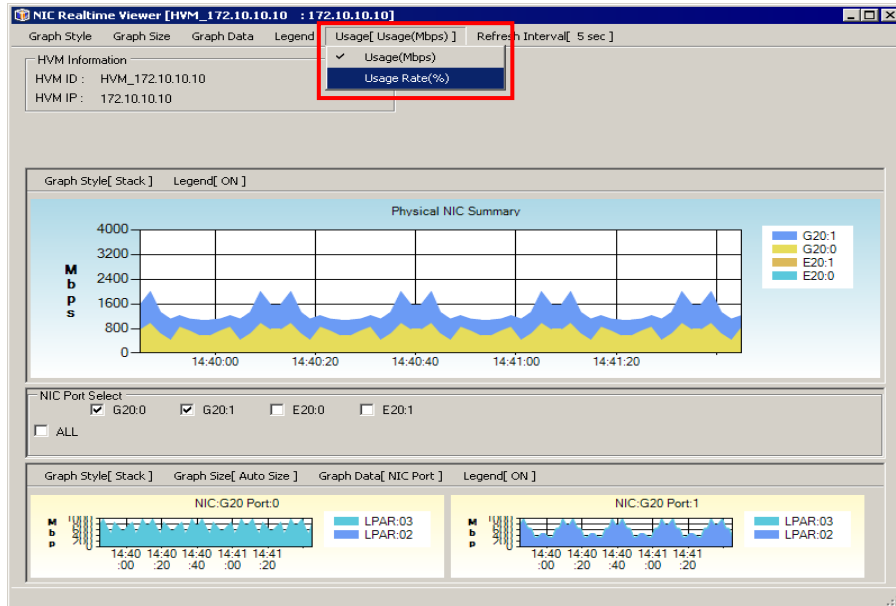 NIC Realtime Viewer [HVM_172.10.10.10 : 172.10.10.10]
Graph Style Graph Size Graph Data Legend Usage[ Usage(Mbps) ] Refresh Interval[ 5 sec ]
Usage(Mbps)
Usage Rate(%)
HVM Information
HVM ID : HVM_172.10.10.10
HVM IP : 172.10.10.10
Graph Style[ Stack ] Legend[ ON ]
Physical NIC Summary
Mbps
4000
3200
2400
1600
800
0
14:40:00 14:40:20 14:40:40 14:41:00 14:41:20
G20:1
G20:0
E20:1
E20:0
NIC Port Select
G20:0 G20:1 E20:0 E20:1
ALL
Graph Style[ Stack ] Graph Size[ Auto Size ] Graph Data[ NIC Port ] Legend[ ON ]
NIC:G20 Port:0
Mbp
0
14:40 14:40 14:40 14:41 14:41
:00 :20 :40 :00 :20
LPAR:03
LPAR:02
NIC:G20 Port:1
Mbp
0
14:40 14:40 14:40 14:41 14:41
:00 :20 :40 :00 :20
LPAR:03
LPAR:02